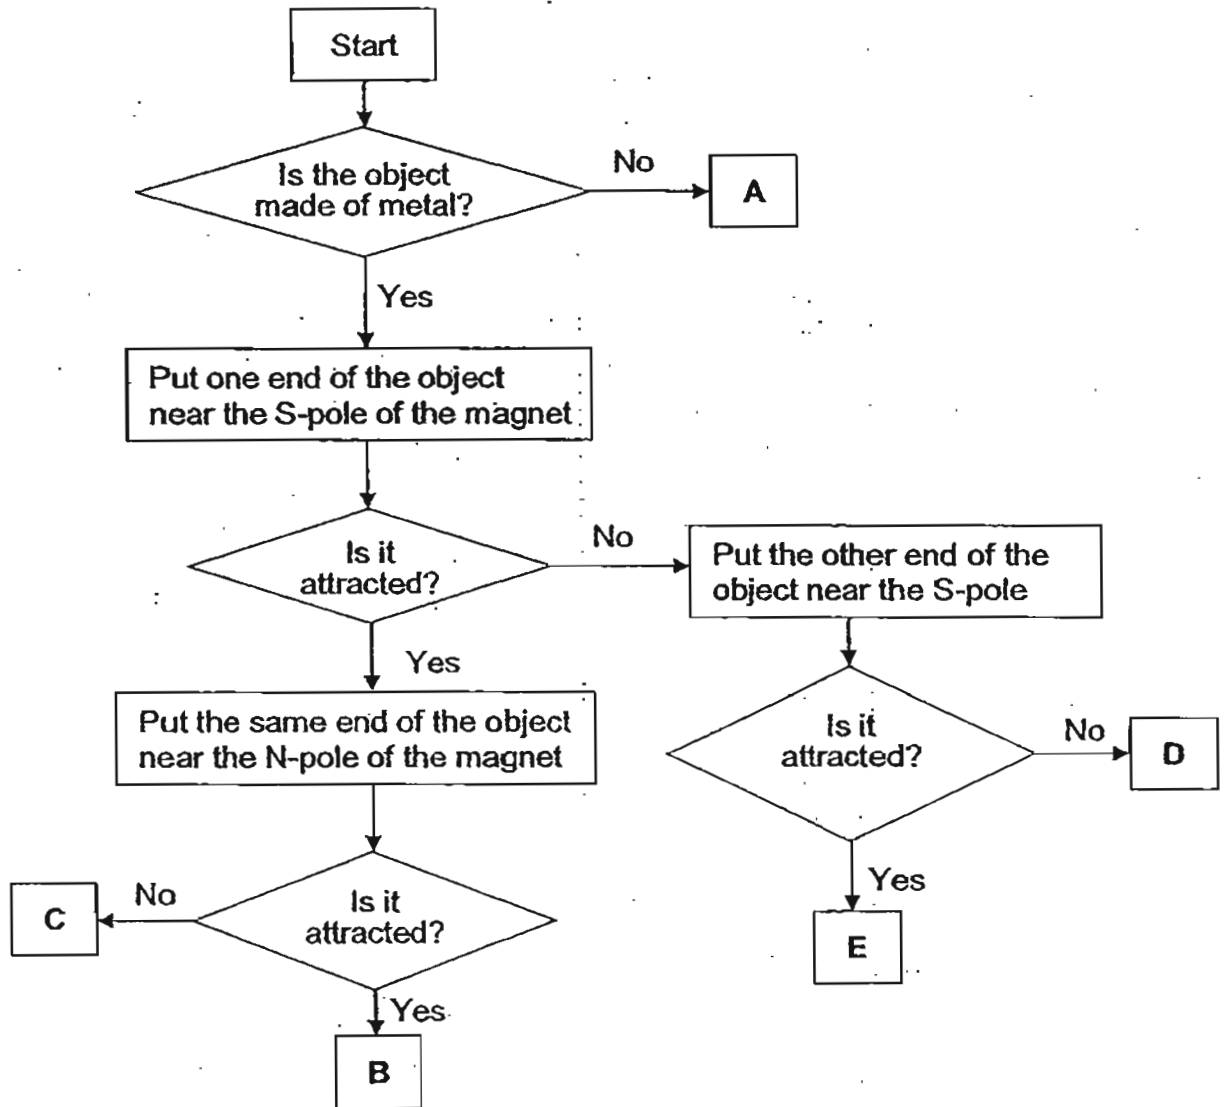 Start
Is the object
made of metal?
No
A
Yes
Put one end of the object
near the S-pole of the magnet
Is it
attracted?
No
Put the other end of the
object near the S-pole
Yes
Put the same end of the object
near the N-pole of the magnet
Is it
attracted?
No
D
Yes
E
Is it
attracted?
No
C
Yes
B